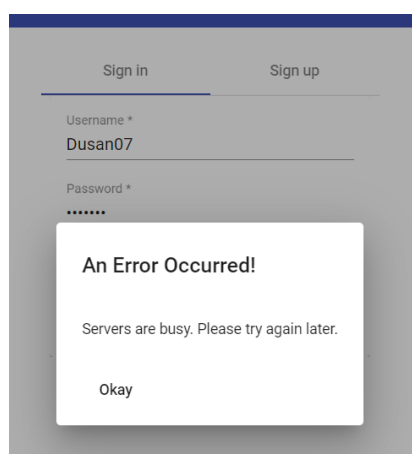 Sign in Sign up
Username *
Dusan07
Password *
•••••••
An Error Occurred!
Servers are busy. Please try again later.
Okay